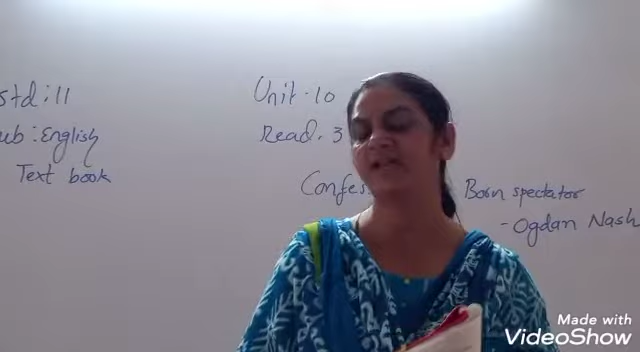 std : 11
ub : English
Text book
Unit - 10
Read. 3
Confes
Born spectator
- Ogdan Nash
Made with
VideoShow